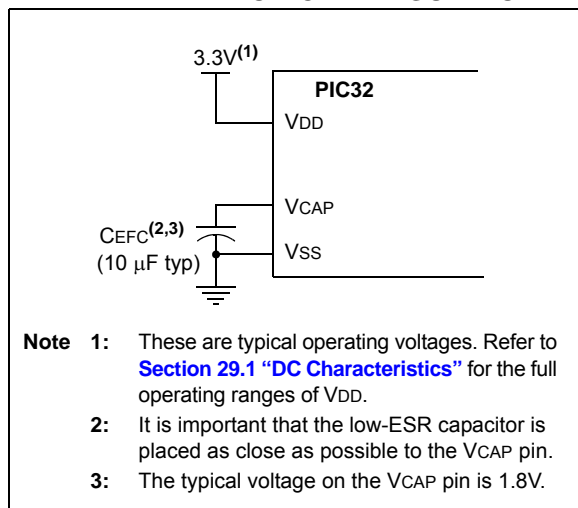 3.3V(1)
PIC32
VDD
VCAP
CEFC(2,3)
(10 μF typ)
VSS
Note 1: These are typical operating voltages. Refer to
Section 29.1 “DC Characteristics” for the full
operating ranges of VDD.
2: It is important that the low-ESR capacitor is
placed as close as possible to the VCAP pin.
3: The typical voltage on the VCAP pin is 1.8V.